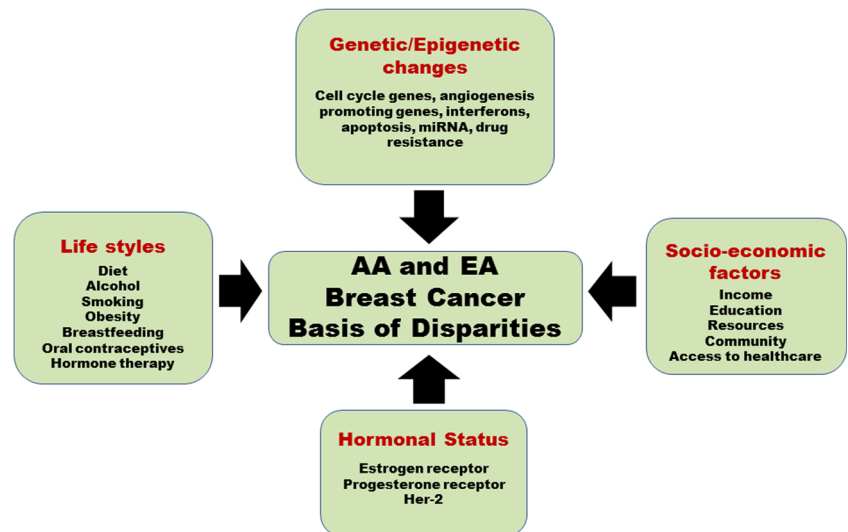 Genetic/Epigenetic
changes
Cell cycle genes, angiogenesis
promoting genes, interferons,
apoptosis, miRNA, drug
resistance
Life styles
Diet
Alcohol
Smoking
Obesity
Breastfeeding
Oral contraceptives
Hormone therapy
AA and EA
Breast Cancer
Basis of Disparities
Socio-economic
factors
Income
Education
Resources
Community
Access to healthcare
Hormonal Status
Estrogen receptor
Progesterone receptor
Her-2